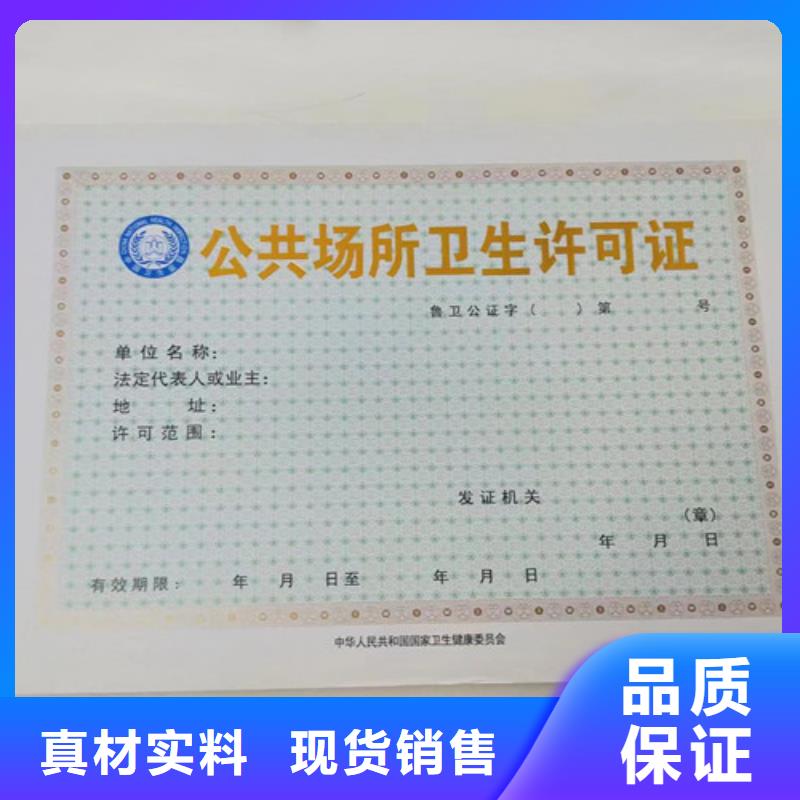 公共场所卫生许可证
鲁卫公证字（ ）第 号
单位名称：
法定代表人或业主：
地 址：
许可范围：
发证机关
（章）
年 月 日
有效期限： 年 月 日至 年 月 日
中华人民共和国国家卫生健康委员会
品质
保证
真材实料 现货销售